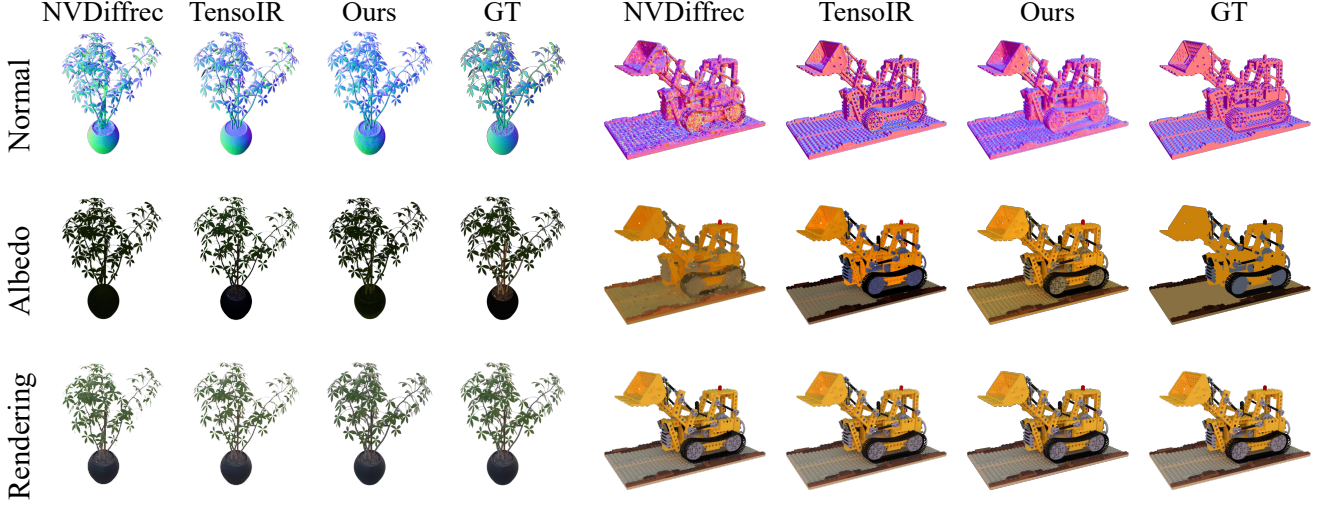 NVDiffrec TensoIR Ours GT NVDiffrec TensoIR Ours GT
Normal
Albedo
Rendering